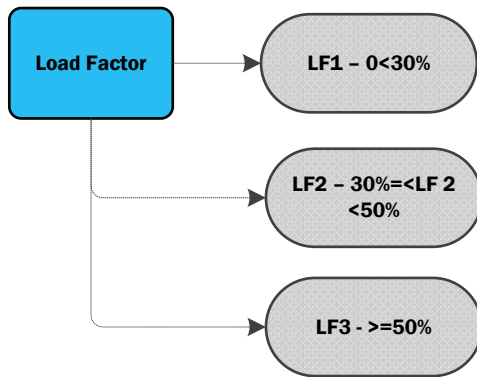 Load Factor
LF1 – 0<30%
LF2 – 30%=<LF 2
<50%
LF3 - >=50%